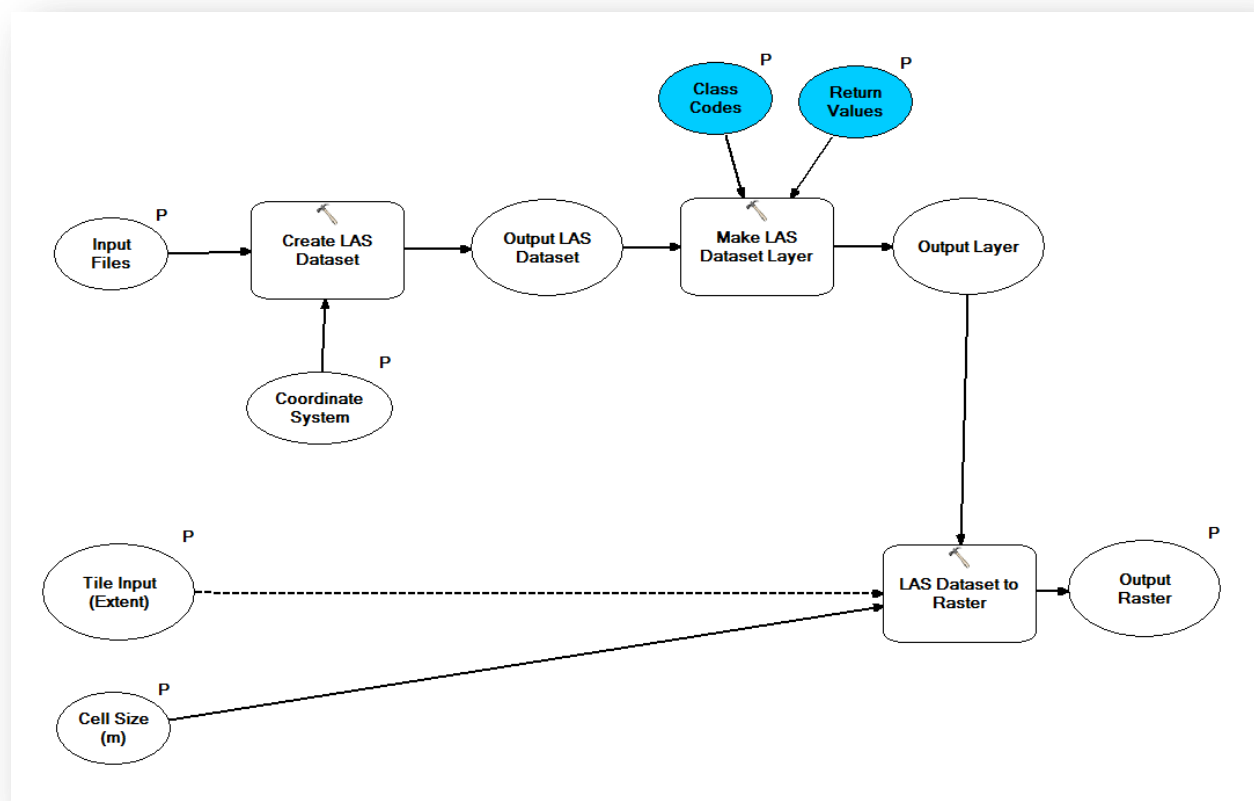 P
Class
Codes
P
Return
Values
P
Input
Files
Create LAS
Dataset
Output LAS
Dataset
Make LAS
Dataset Layer
Output Layer
P
Coordinate
System
P
Tile Input
(Extent)
LAS Dataset to
Raster
P
Output
Raster
P
Cell Size
(m)